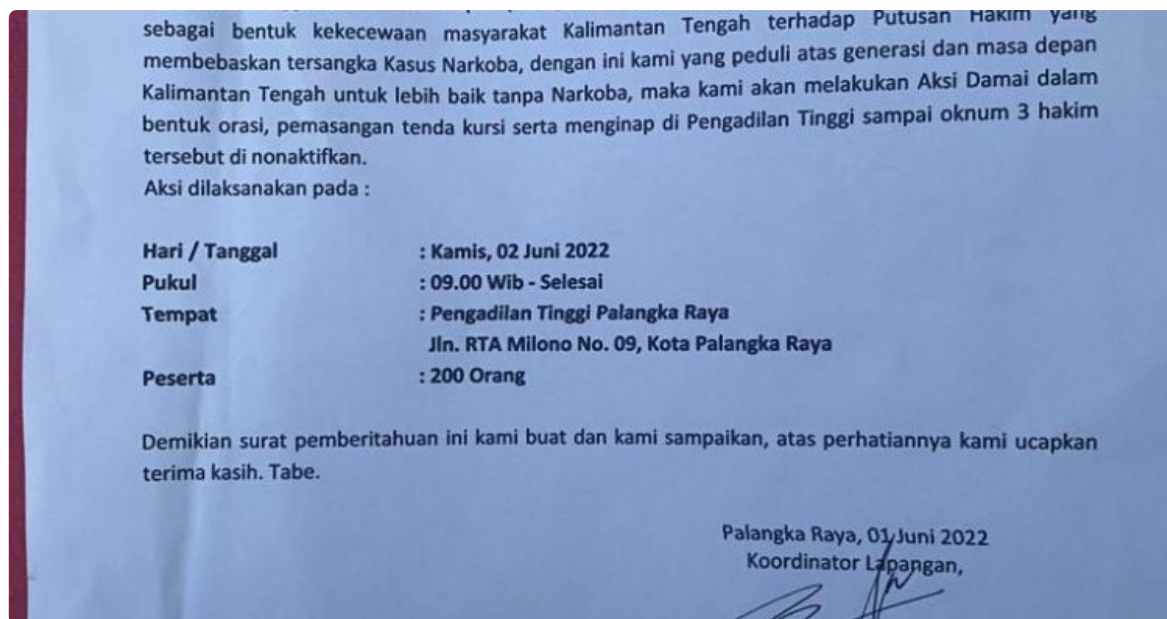 sebagai bentuk kekecewaan masyarakat Kalimantan Tengah terhadap Putusan Hakim yang
membebaskan tersangka Kasus Narkoba, dengan ini kami yang peduli atas generasi dan masa depan
Kalimantan Tengah untuk lebih baik tanpa Narkoba, maka kami akan melakukan Aksi Damai dalam
bentuk orasi, pemasangan tenda kursi serta menginap di Pengadilan Tinggi sampai oknum 3 hakim
tersebut di nonaktifkan.
Aksi dilaksanakan pada :
Hari / Tanggal : Kamis, 02 Juni 2022
Pukul : 09.00 Wib - Selesai
Tempat : Pengadilan Tinggi Palangka Raya
Jln. RTA Milono No. 09, Kota Palangka Raya
Peserta : 200 Orang
Demikian surat pemberitahuan ini kami buat dan kami sampaikan, atas perhatiannya kami ucapkan
terima kasih. Tabe.
Palangka Raya, 01 Juni 2022
Koordinator Lapangan,